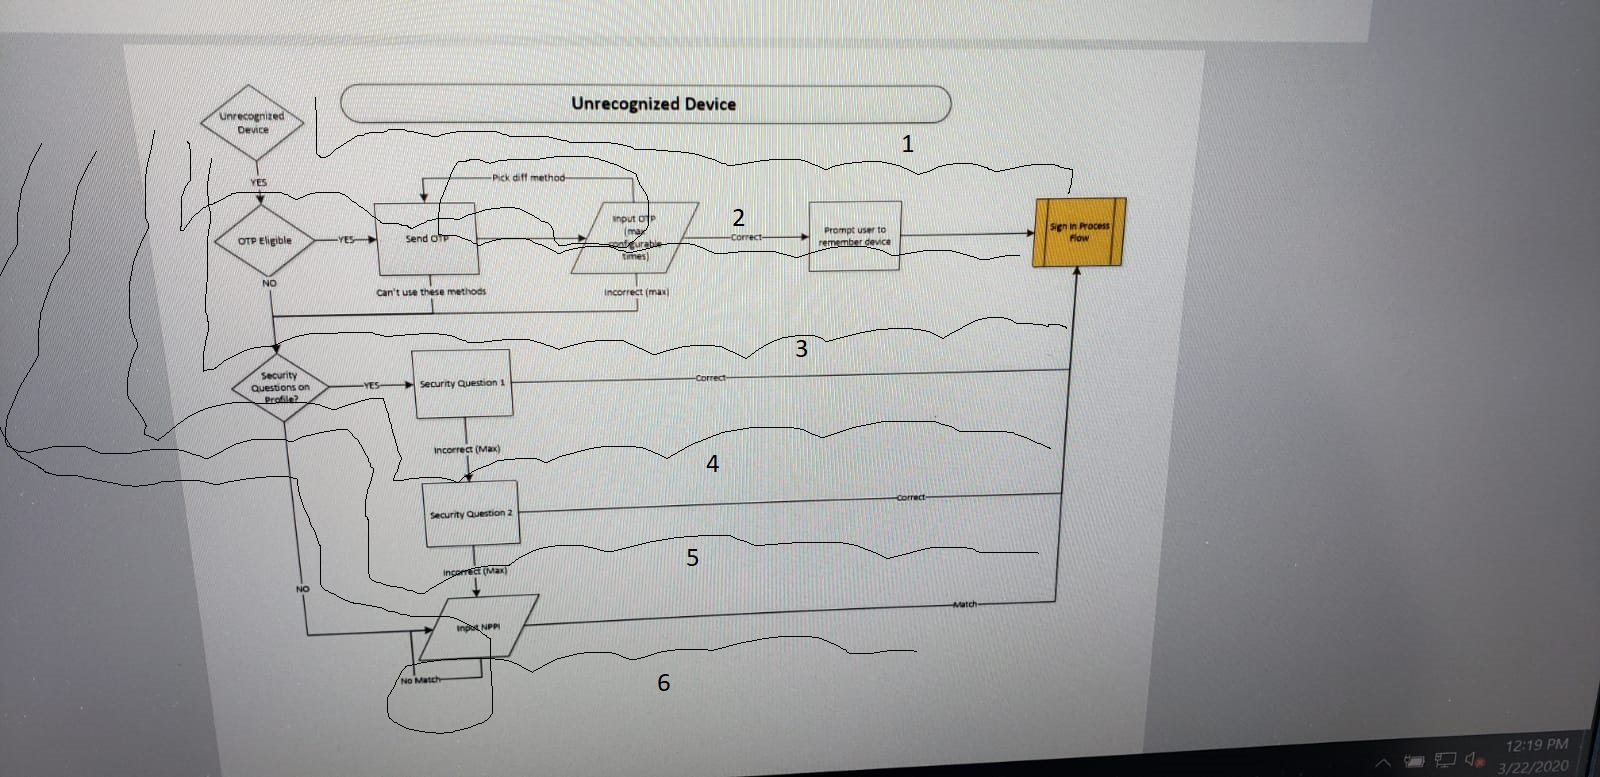 Unrecognized Device
Unrecognized
Device
1
YES
Pick diff method
OTP Eligible
YES
Send OTP
Input OTP
(max
configurable
times)
2
Correct
Prompt user to
remember device
Sign In Process
Flow
NO
Can't use these methods
Incorrect (max)
3
Security
Questions on
Profile?
YES
Security Question 1
Correct
Incorrect (Max)
4
Security Question 2
Correct
5
Incorrect (Max)
NO
Input NPPI
Match
No Match
6
12:19 PM
3/22/2020